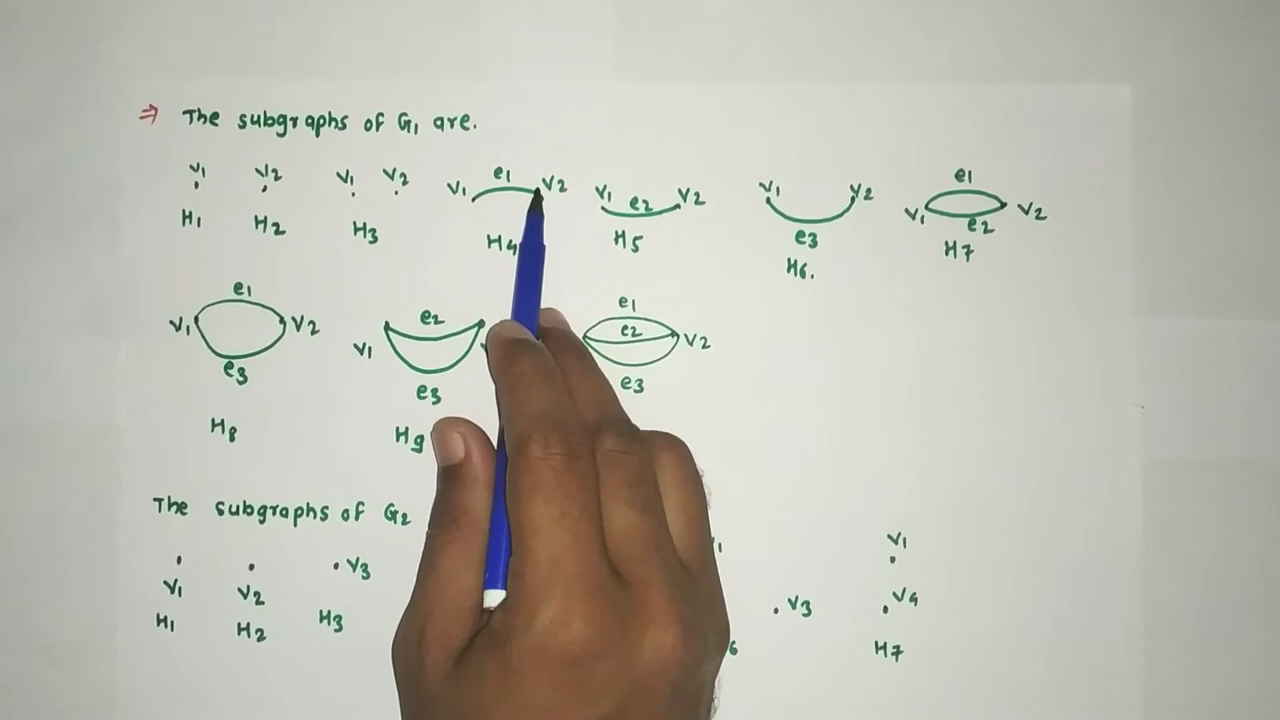 ⇒ The subgraphs of G1 are.
v1 v2 v1 v2 v1 e1 v2 v1 e2 v2 v1 v2 e1
v1 e2 v2
H1 H2 H3 H4 H5 e3 H7
H6.
e1 e2 e1
v1 v2 v1 e2 v2
e3 e3 e3
H8 H9
The subgraphs of G2
v1
v1 v2 v3 v3 v4
H1 H2 H3 H7